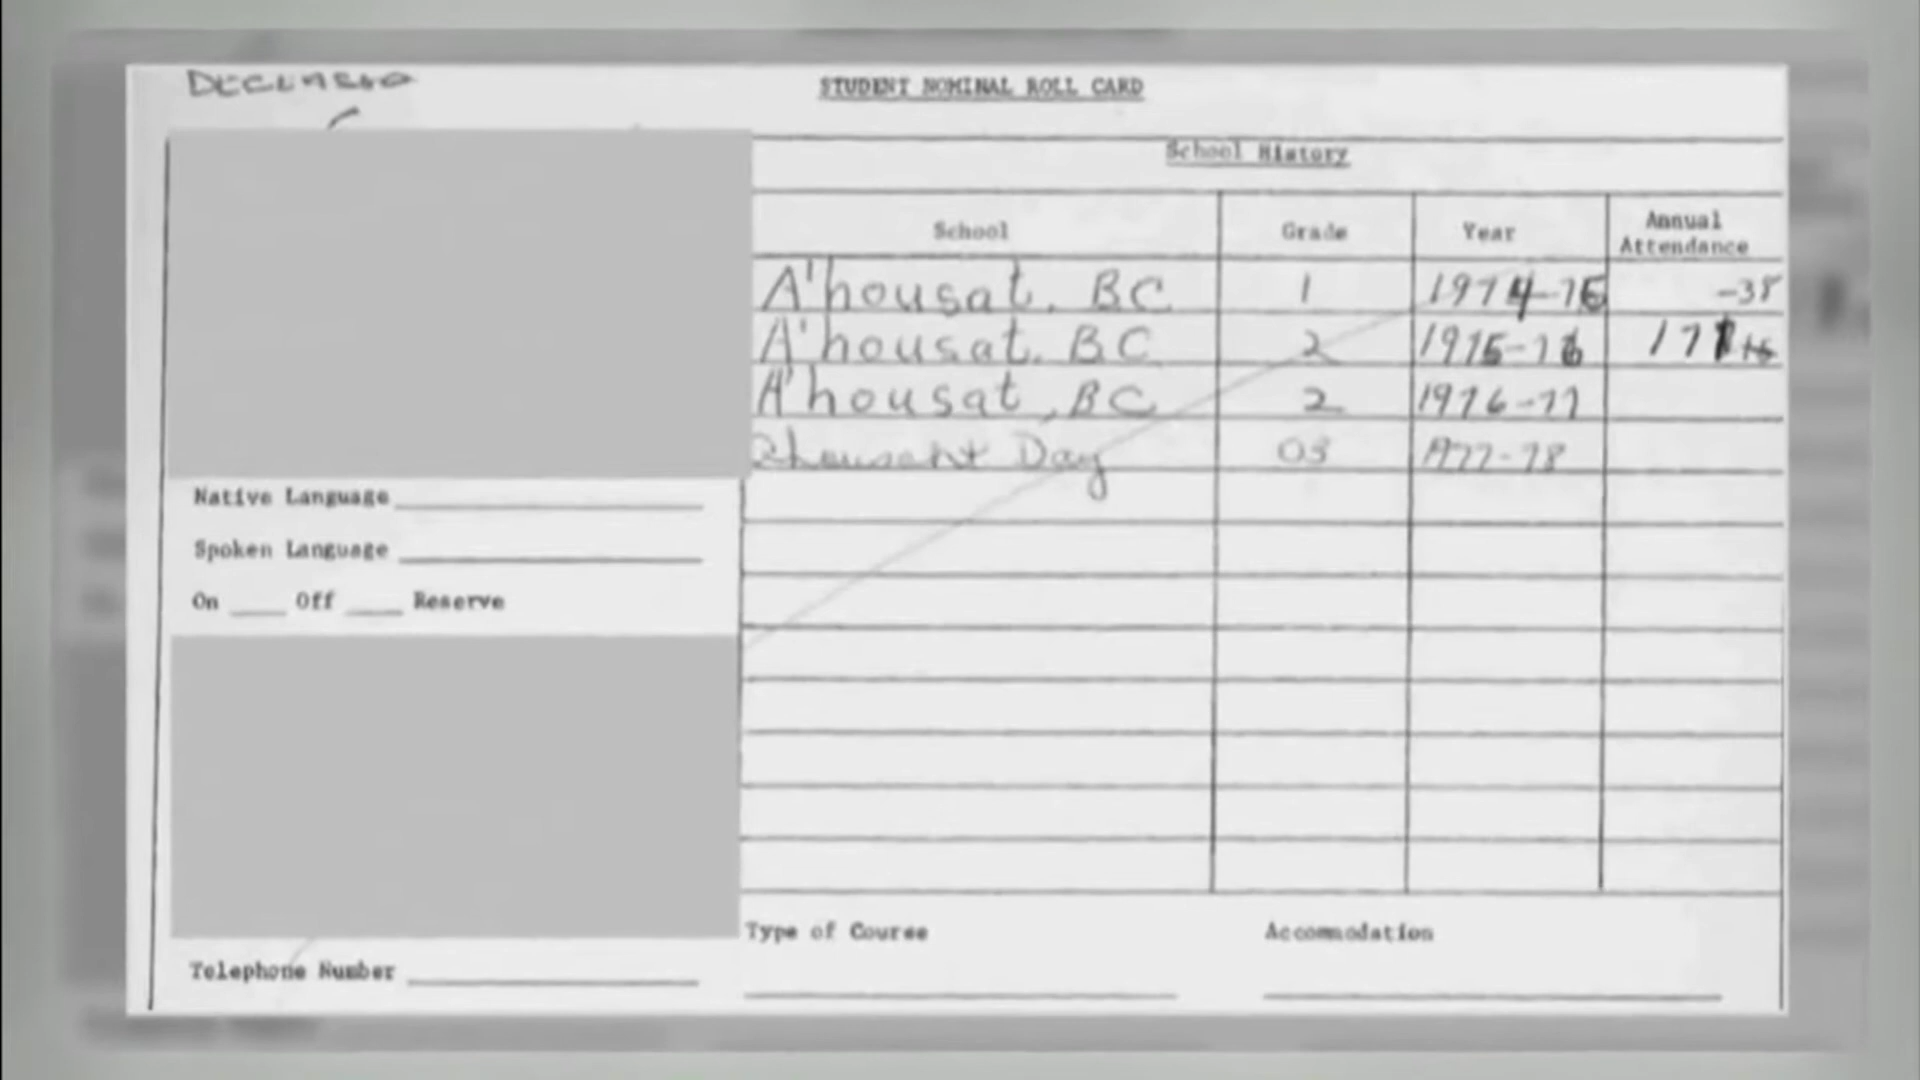 STUDENT NOMINAL ROLL CARD
School History
School Grade Year Annual Attendance
A'housat. BC 1 1974-75 -35
A'housat. BC 2 1975-76
A'housat, BC 2 1976-77
Day 03 1977-78
Native Language
Spoken Language
On Off Reserve
Type of Course Accommodation
Telephone Number